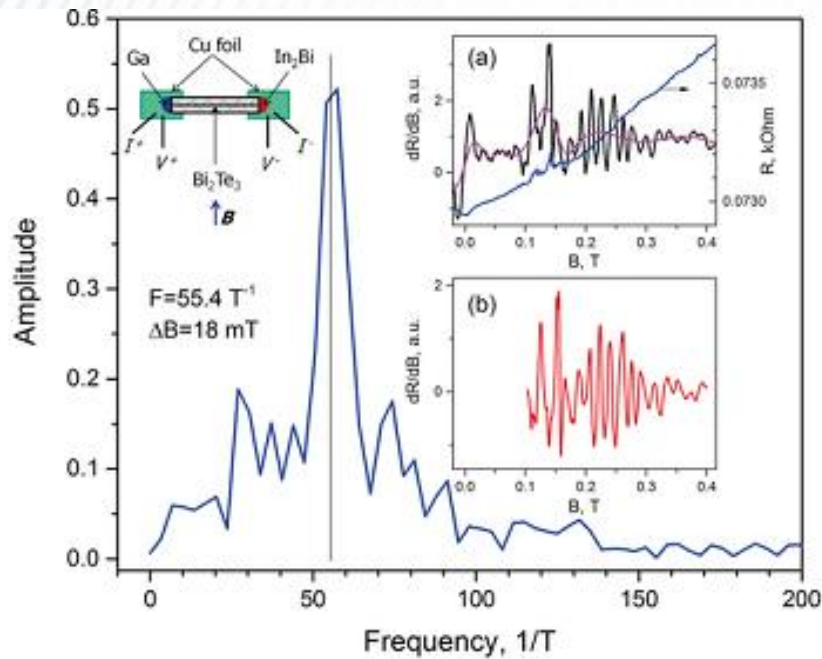 Amplitude
0.6
0.5
0.4
0.3
0.2
0.1
0.0
0 50 100 150 200
Frequency, 1/T
Ga Cu foil In₂Bi
I⁺ V⁺ V⁻ I⁻
Bi₂Te₃
B
F=55.4 T⁻¹
ΔB=18 mT
(a)
dR/dB, a.u.
2
0
R, kOhm
0.0735
0.0730
0.0 0.1 0.2 0.3 0.4
B, T
(b)
dR/dB, a.u.
2
0
0.0 0.1 0.2 0.3 0.4
B, T